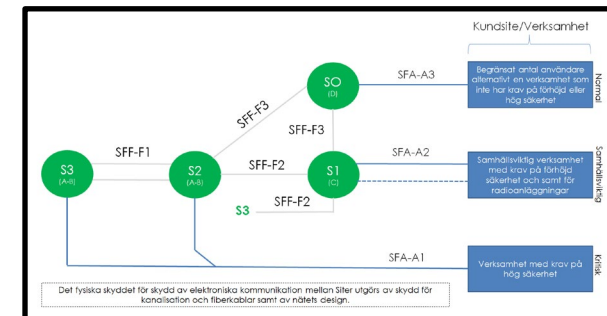 Kundsite/Verksamhet
SO
(D)
SFA-A3
Begränsat antal användare
alternativt en verksamhet som
inte har krav på förhöjd eller
hög säkerhet
Normal
SFF-F3
SFF-F3
SFF-F1
S3
(A-B)
S2
(A-B)
SFF-F2
S1
(C)
SFA-A2
Samhällsviktig verksamhet
med krav på förhöjd
säkerhet och samt för
radioanläggningar
Samhällsviktig
SFF-F2
S3
SFA-A1
Verksamhet med krav på
hög säkerhet
Kritisk
Det fysiska skyddet för skydd av elektroniska kommunikation mellan Siter utgörs av skydd för
kanalisation och fiberkablar samt av nätets design.